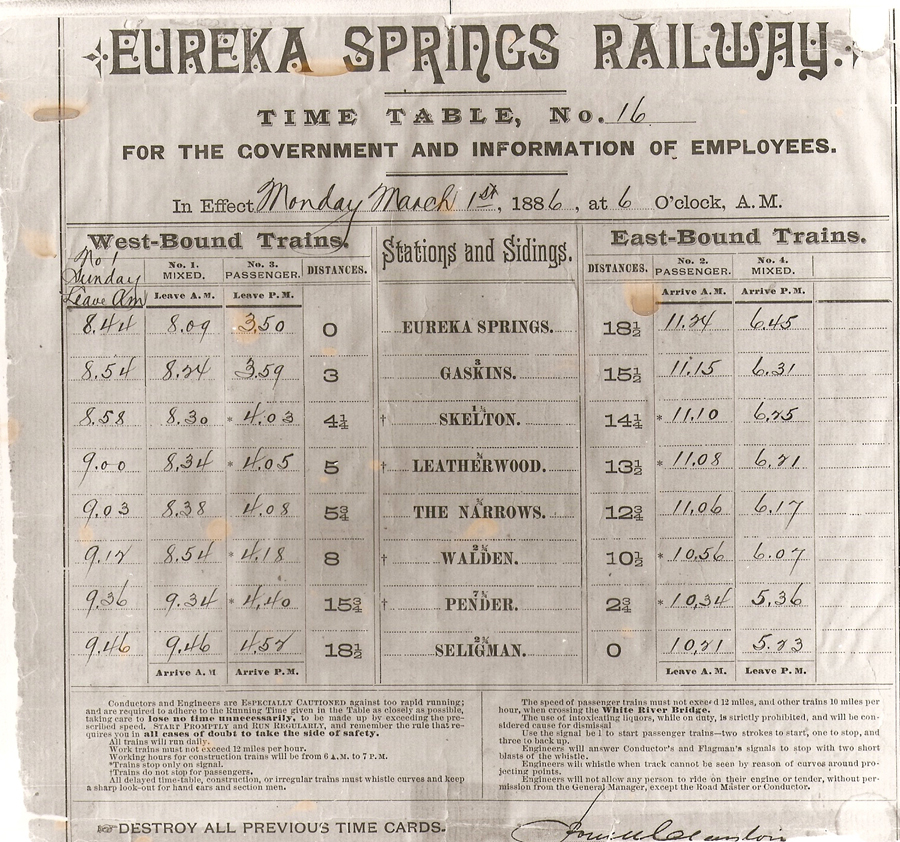 EUREKA SPRINGS RAILWAY.
TIME TABLE, No. 16
FOR THE GOVERNMENT AND INFORMATION OF EMPLOYEES.
In Effect Monday March 1st, 1886, at 6 O'clock, A.M.
West-Bound Trains. Stations and Sidings. East-Bound Trains.
No 1 Sunday Leave Am No. 1. MIXED. No. 3. PASSENGER. DISTANCES. DISTANCES. No. 2. PASSENGER. No. 4. MIXED.
Leave A.M. Leave P.M. Arrive A.M. Arrive P.M.
8.44 8.09 3.50 0 EUREKA SPRINGS. 18½ 11.24 6.45
3
8.54 8.24 3.59 3 GASKINS. 15½ 11.15 6.31
1¼
8.58 8.30 * 4.03 4¼ † SKELTON. 14¼ * 11.10 6.25
¾
9.00 8.34 * 4.05 5 † LEATHERWOOD. 13½ * 11.08 6.21
¾
9.03 8.38 4.08 5¾ THE NARROWS. 12¾ 11.06 6.17
2¼
9.12 8.54 * 4.18 8 † WALDEN. 10½ * 10.56 6.07
7¾
9.36 9.34 * 4.40 15¾ † PENDER. 2¾ * 10.34 5.36
2¾
9.46 9.46 4.52 18½ SELIGMAN. 0 10.21 5.23
Arrive A.M Arrive P.M. Leave A.M. Leave P.M.
Conductors and Engineers are ESPECIALLY CAUTIONED against too rapid running;
and are required to adhere to the Running Time given in the Table as closely as possible,
taking care to lose no time unnecessarily, to be made up by exceeding the pre-
scribed speed. START PROMPTLY and RUN REGULARLY, and remember the rule that re-
quires you in all cases of doubt to take the side of safety.
All trains will run daily.
Work trains must not exceed 12 miles per hour.
Working hours for construction trains will be from 6 A.M. to 7 P.M.
*Trains stop only on signal.
†Trains do not stop for passengers.
All delayed time-table, construction, or irregular trains must whistle curves and keep
a sharp look-out for hand cars and section men.
The speed of passenger trains must not exceed 12 miles, and other trains 10 miles per
hour, when crossing the White River Bridge.
The use of intoxicating liquors, while on duty, is strictly prohibited, and will be con-
sidered cause for dismissal
Use the signal bell to start passenger trains—two strokes to start, one to stop, and
three to back up.
Engineers will answer Conductor's and Flagman's signals to stop with two short
blasts of the whistle.
Engineers will whistle when track cannot be seen by reason of curves around pro-
jecting points.
Engineers will not allow any person to ride on their engine or tender, without per-
mission from the General Manager, except the Road Master or Conductor.
☞DESTROY ALL PREVIOUS TIME CARDS.